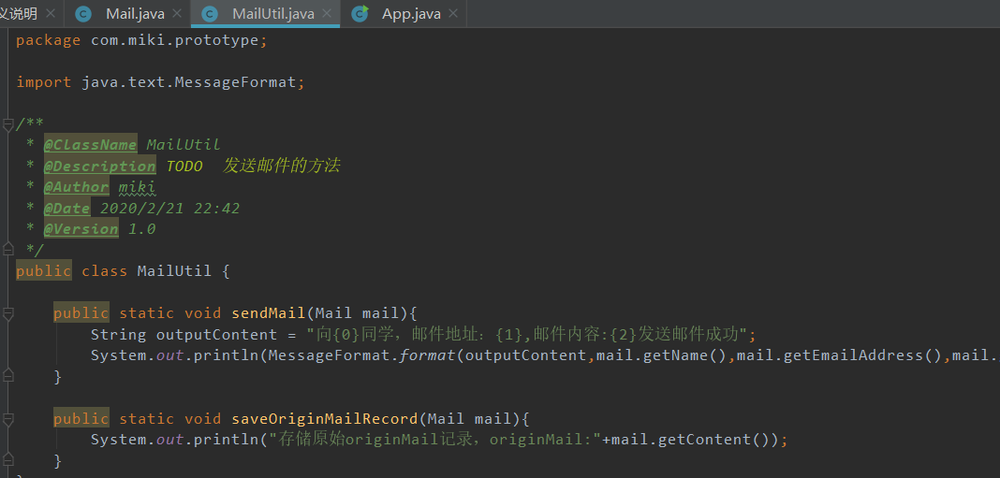 义说明 Mail.java MailUtil.java App.java
package com.miki.prototype;
import java.text.MessageFormat;
/**
* @ClassName MailUtil
* @Description TODO 发送邮件的方法
* @Author miki
* @Date 2020/2/21 22:42
* @Version 1.0
*/
public class MailUtil {
public static void sendMail(Mail mail){
String outputContent = "向{0}同学，邮件地址：{1},邮件内容:{2}发送邮件成功";
System.out.println(MessageFormat.format(outputContent,mail.getName(),mail.getEmailAddress(),mail.
}
public static void saveOriginMailRecord(Mail mail){
System.out.println("存储原始originMail记录，originMail:"+mail.getContent());
}